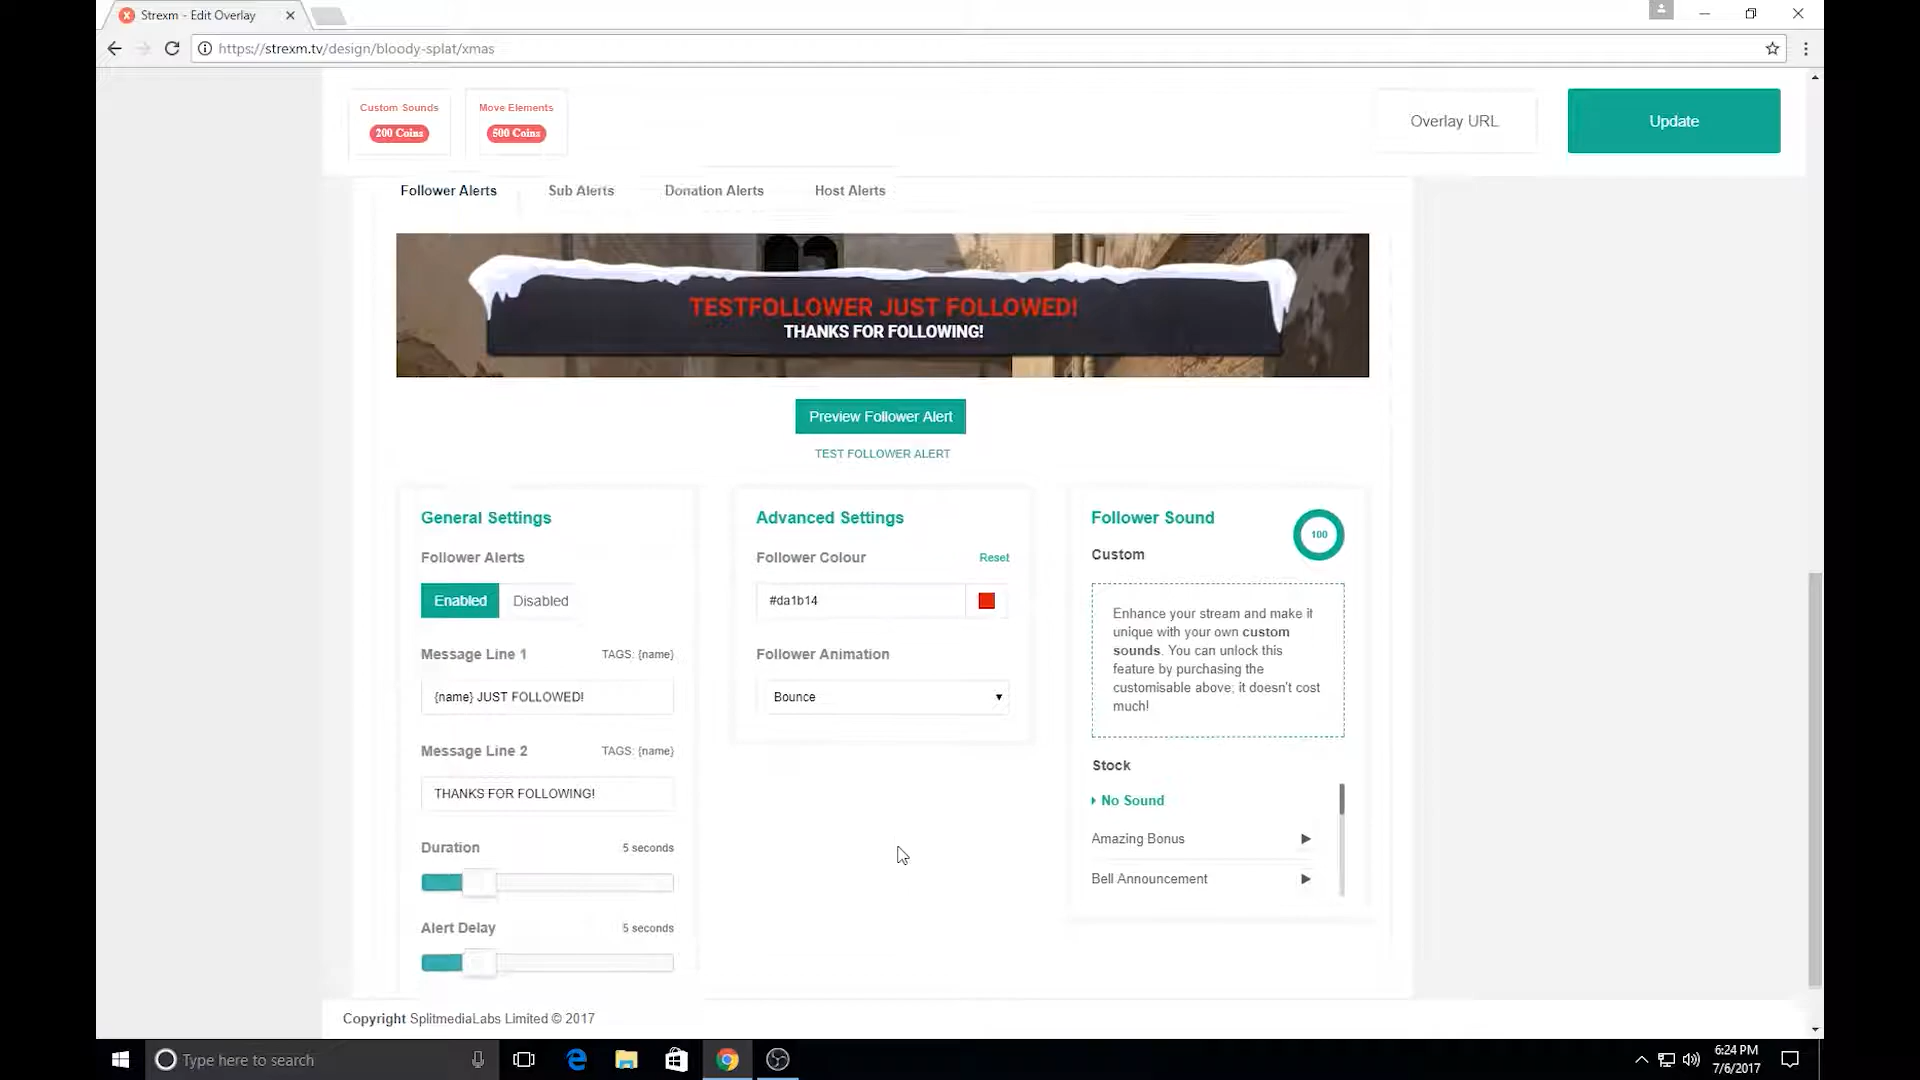 Strexm - Edit Overlay
https://strexm.tv/design/bloody-splat/xmas
Custom Sounds
200 Coins
Move Elements
500 Coins
Overlay URL
Update
Follower Alerts
Sub Alerts
Donation Alerts
Host Alerts
TESTFOLLOWER JUST FOLLOWED!
THANKS FOR FOLLOWING!
Preview Follower Alert
TEST FOLLOWER ALERT
General Settings
Follower Alerts
Enabled
Disabled
Message Line 1
TAGS: {name}
{name} JUST FOLLOWED!
Message Line 2
TAGS: {name}
THANKS FOR FOLLOWING!
Duration
5 seconds
Alert Delay
5 seconds
Advanced Settings
Follower Colour
Reset
#da1b14
Follower Animation
Bounce
Follower Sound
100
Custom
Enhance your stream and make it
unique with your own custom
sounds. You can unlock this
feature by purchasing the
customisable above; it doesn't cost
much!
Stock
No Sound
Amazing Bonus
Bell Announcement
Copyright SplitmediaLabs Limited © 2017
Type here to search
6:24 PM
7/6/2017